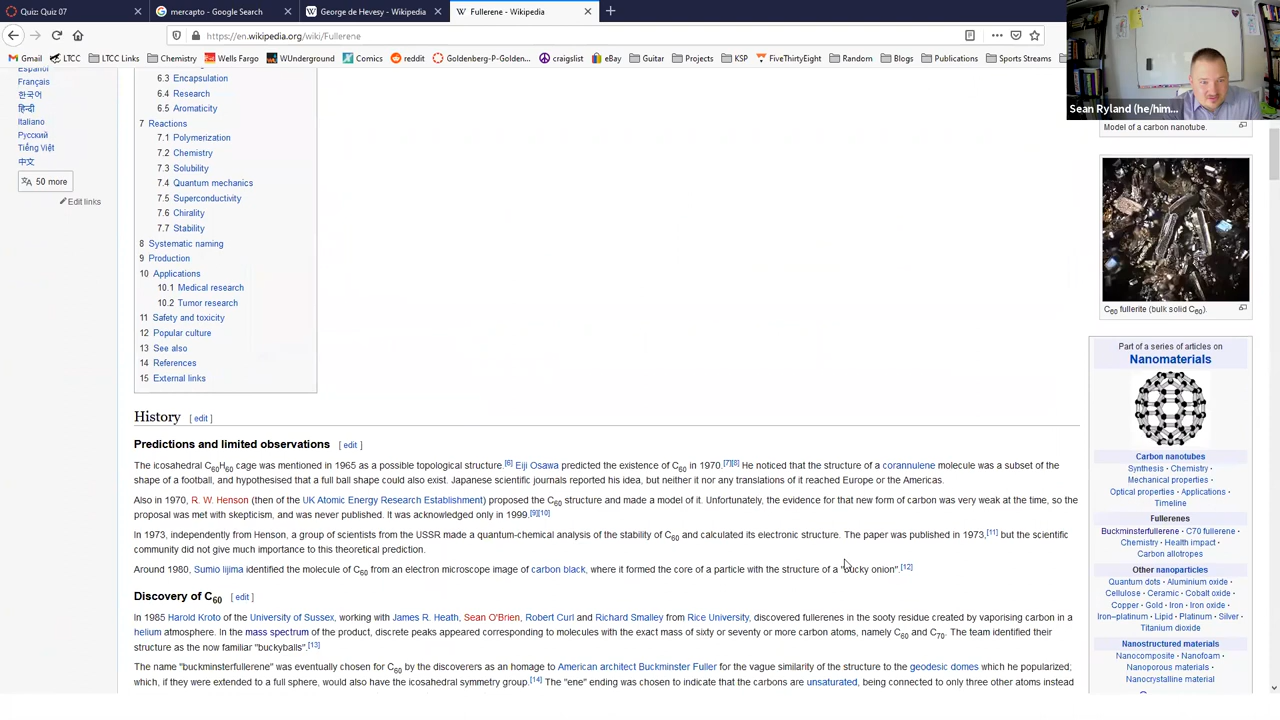 Quiz: Quiz 07
mercapto - Google Search
George de Hevesy - Wikipedia
Fullerene - Wikipedia
https://en.wikipedia.org/wiki/Fullerene
Gmail LTCC LTCC Links Chemistry Wells Fargo WUnderground Comics reddit Goldenberg-P-Golden... craigslist eBay Guitar Projects KSP FiveThirtyEight Random Blogs Publications Sports Streams
Sean Ryland (he/him...
Español
Français
한국어
हिन्दी
Italiano
Русский
Tiếng Việt
中文
50 more
Edit links
6.3 Encapsulation
6.4 Research
6.5 Aromaticity
7 Reactions
7.1 Polymerization
7.2 Chemistry
7.3 Solubility
7.4 Quantum mechanics
7.5 Superconductivity
7.6 Chirality
7.7 Stability
8 Systematic naming
9 Production
10 Applications
10.1 Medical research
10.2 Tumor research
11 Safety and toxicity
12 Popular culture
13 See also
14 References
15 External links
History [ edit ]
Predictions and limited observations [ edit ]
The icosahedral C60H60 cage was mentioned in 1965 as a possible topological structure.[6] Eiji Osawa predicted the existence of C60 in 1970.[7][8] He noticed that the structure of a corannulene molecule was a subset of the
shape of a football, and hypothesised that a full ball shape could also exist. Japanese scientific journals reported his idea, but neither it nor any translations of it reached Europe or the Americas.
Also in 1970, R. W. Henson (then of the UK Atomic Energy Research Establishment) proposed the C60 structure and made a model of it. Unfortunately, the evidence for that new form of carbon was very weak at the time, so the
proposal was met with skepticism, and was never published. It was acknowledged only in 1999.[9][10]
In 1973, independently from Henson, a group of scientists from the USSR made a quantum-chemical analysis of the stability of C60 and calculated its electronic structure. The paper was published in 1973,[11] but the scientific
community did not give much importance to this theoretical prediction.
Around 1980, Sumio Iijima identified the molecule of C60 from an electron microscope image of carbon black, where it formed the core of a particle with the structure of a "bucky onion".[12]
Discovery of C60 [ edit ]
In 1985 Harold Kroto of the University of Sussex, working with James R. Heath, Sean O'Brien, Robert Curl and Richard Smalley from Rice University, discovered fullerenes in the sooty residue created by vaporising carbon in a
helium atmosphere. In the mass spectrum of the product, discrete peaks appeared corresponding to molecules with the exact mass of sixty or seventy or more carbon atoms, namely C60 and C70. The team identified their
structure as the now familiar "buckyballs".[13]
The name "buckminsterfullerene" was eventually chosen for C60 by the discoverers as an homage to American architect Buckminster Fuller for the vague similarity of the structure to the geodesic domes which he popularized;
which, if they were extended to a full sphere, would also have the icosahedral symmetry group.[14] The "ene" ending was chosen to indicate that the carbons are unsaturated, being connected to only three other atoms instead
Model of a carbon nanotube.
C60 fullerite (bulk solid C60).
Part of a series of articles on
Nanomaterials
Carbon nanotubes
Synthesis · Chemistry ·
Mechanical properties ·
Optical properties · Applications ·
Timeline
Fullerenes
Buckminsterfullerene · C70 fullerene ·
Chemistry · Health impact ·
Carbon allotropes
Other nanoparticles
Quantum dots · Aluminium oxide ·
Cellulose · Ceramic · Cobalt oxide ·
Copper · Gold · Iron · Iron oxide ·
Iron–platinum · Lipid · Platinum · Silver ·
Titanium dioxide
Nanostructured materials
Nanocomposite · Nanofoam ·
Nanoporous materials ·
Nanocrystalline material